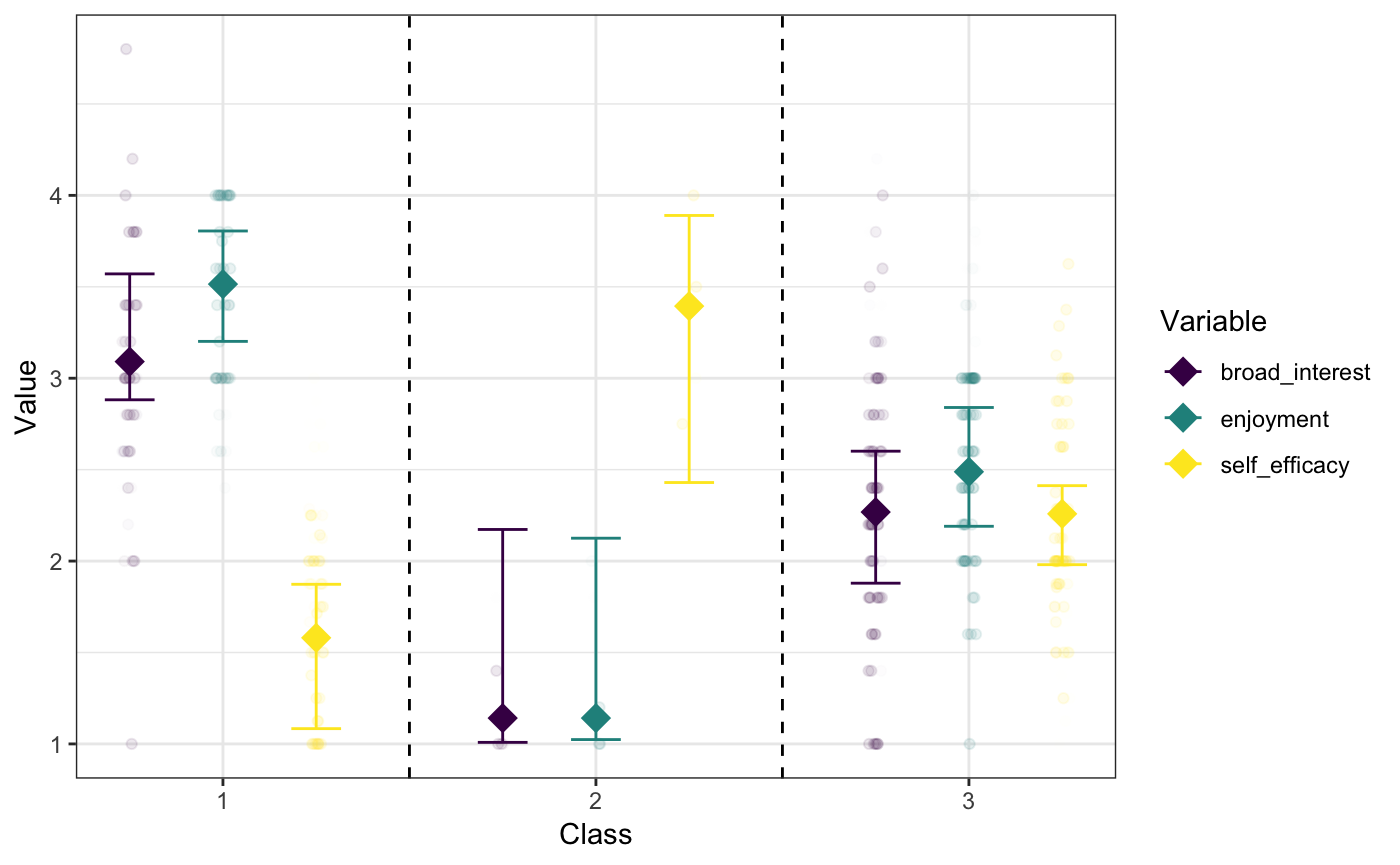 Value
4
3
2
1
1
2
3
Class
Variable
broad_interest
enjoyment
self_efficacy